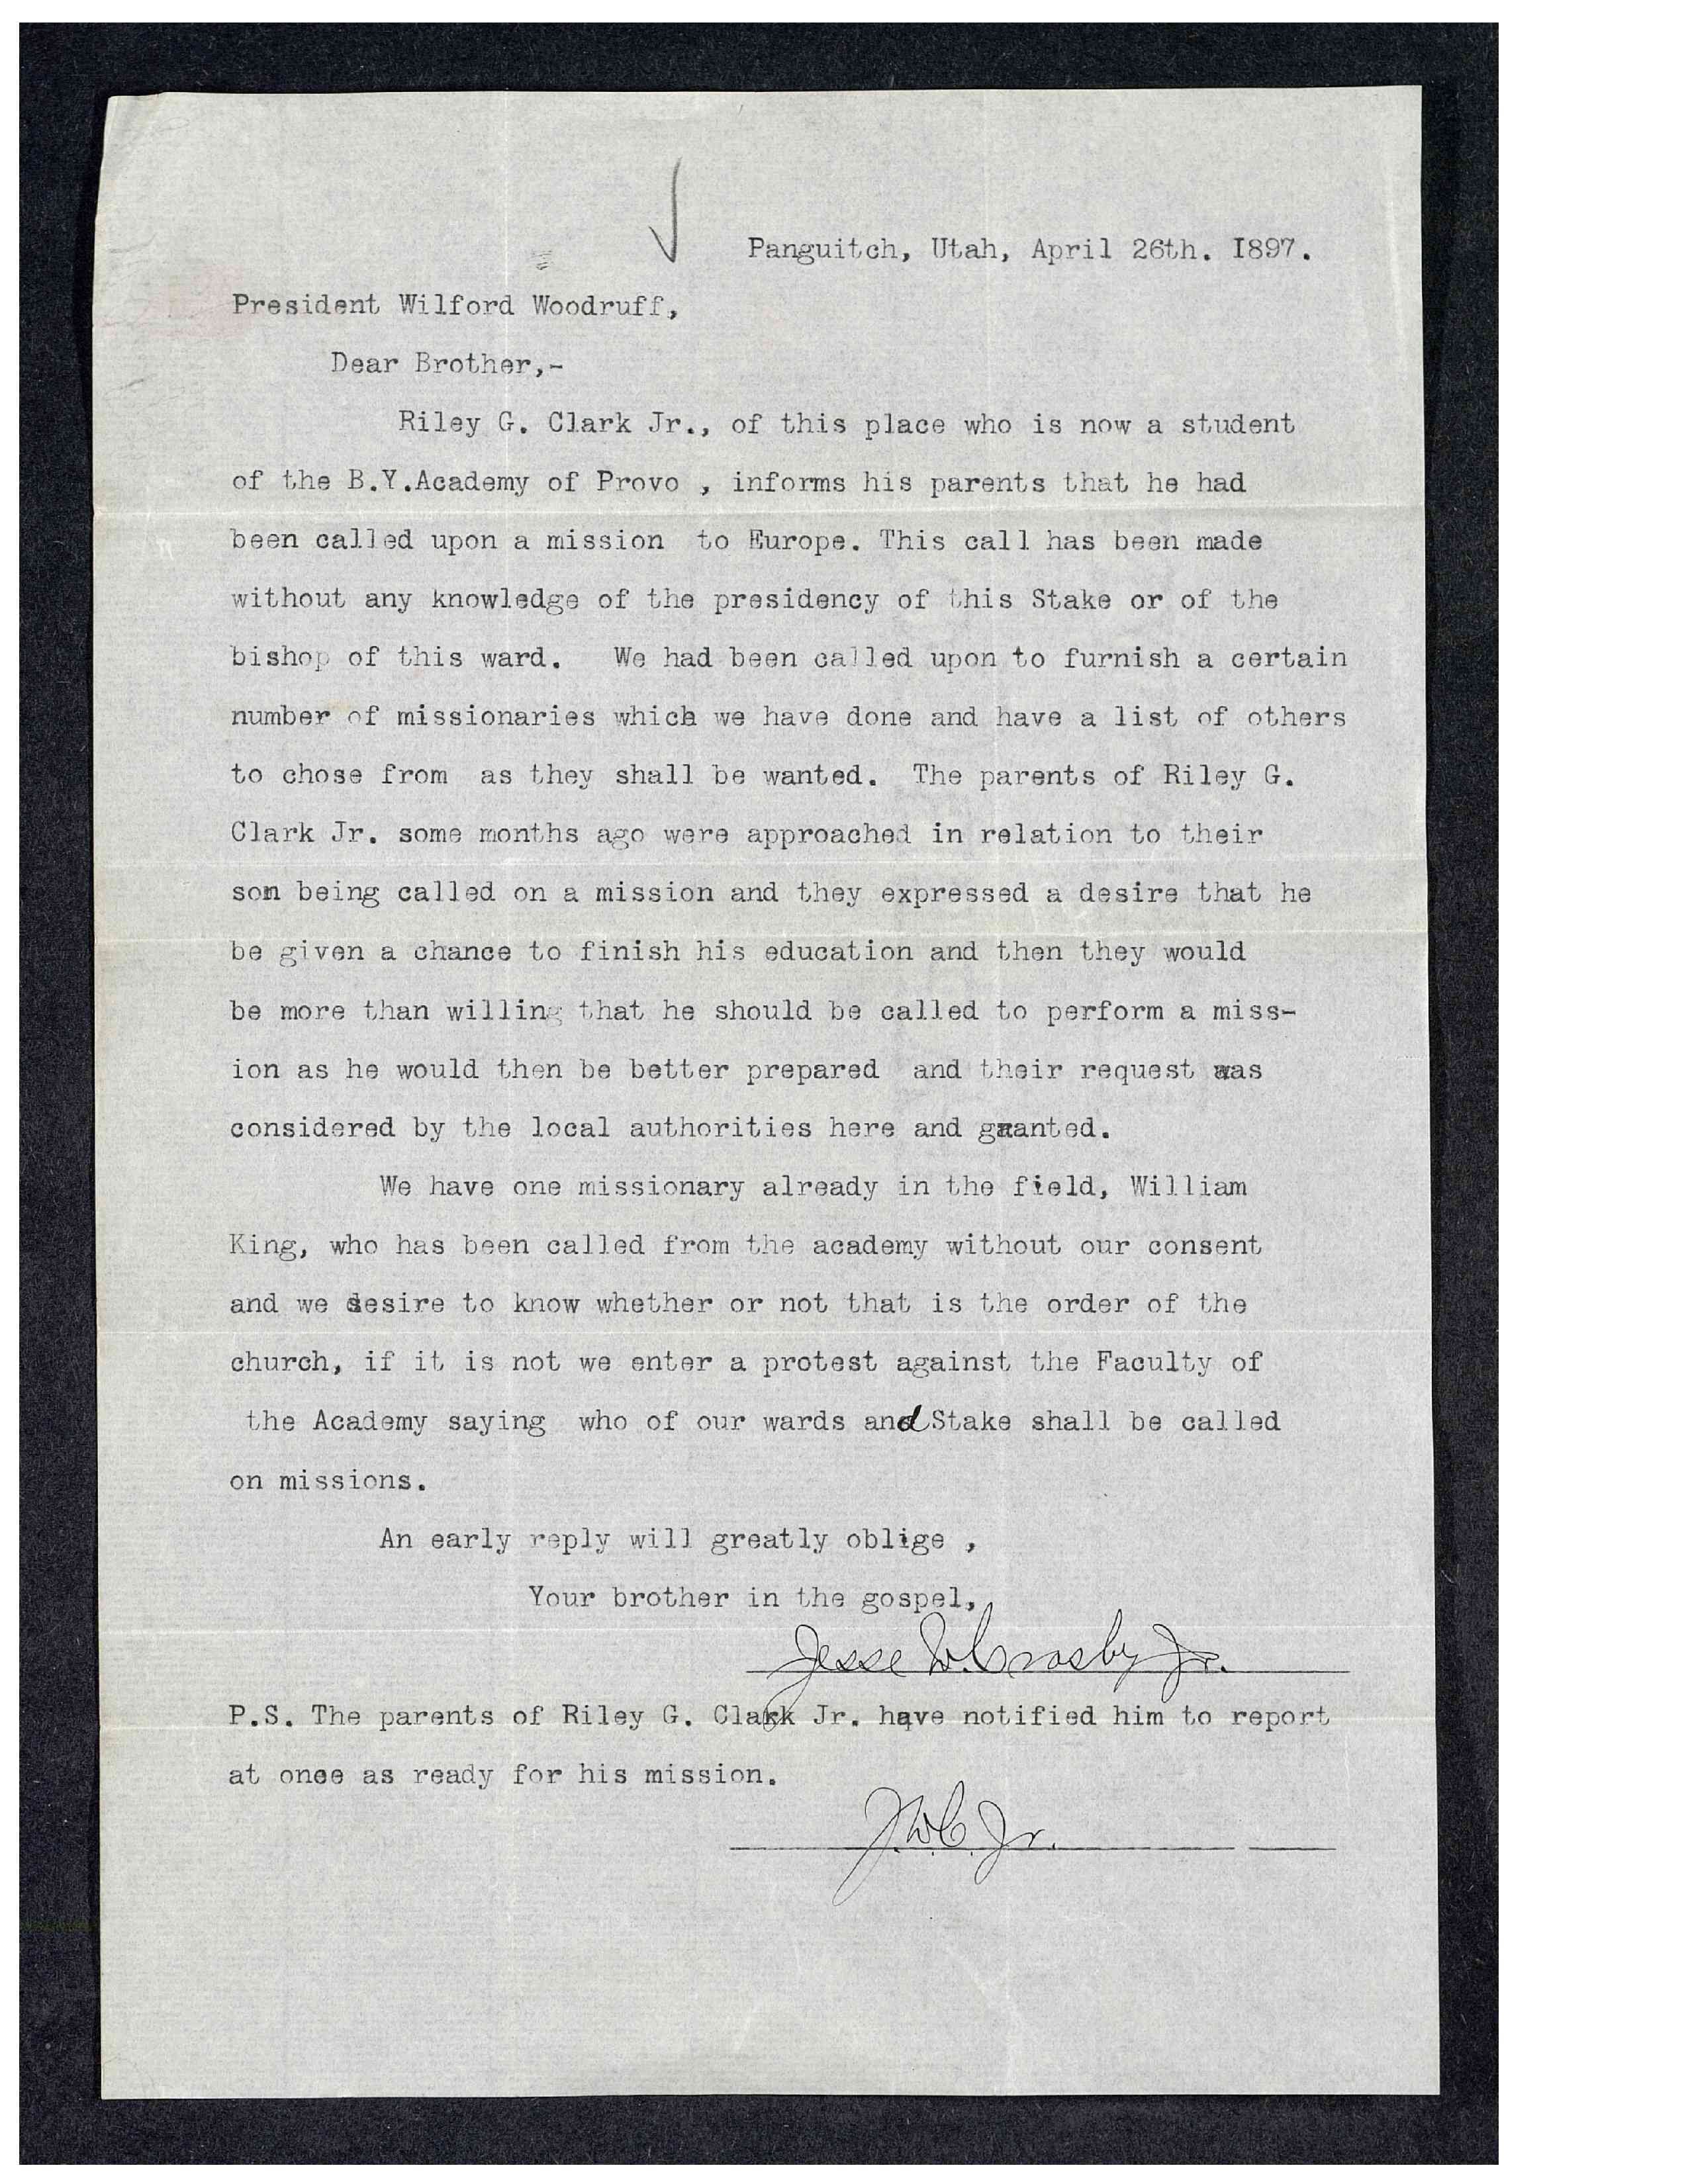 Panguitch, Utah, April 26th. I897.
President Wilford Woodruff,
Dear Brother,-
Riley G. Clark Jr., of this place who is now a student
of the B.Y.Academy of Provo , informs his parents that he had
been called upon a mission to Europe. This call has been made
without any knowledge of the presidency of this Stake or of the
bishop of this ward. We had been called upon to furnish a certain
number of missionaries which we have done and have a list of others
to chose from as they shall be wanted. The parents of Riley G.
Clark Jr. some months ago were approached in relation to their
son being called on a mission and they expressed a desire that he
be given a chance to finish his education and then they would
be more than willing that he should be called to perform a miss-
ion as he would then be better prepared and their request was
considered by the local authorities here and granted.
We have one missionary already in the field, William
King, who has been called from the academy without our consent
and we desire to know whether or not that is the order of the
church, if it is not we enter a protest against the Faculty of
the Academy saying who of our wards and Stake shall be called
on missions.
An early reply will greatly oblige ,
Your brother in the gospel,
Jesse W. Crosby Jr.
P.S. The parents of Riley G. Clark Jr. have notified him to report
at once as ready for his mission.
J.W.C. Jr.